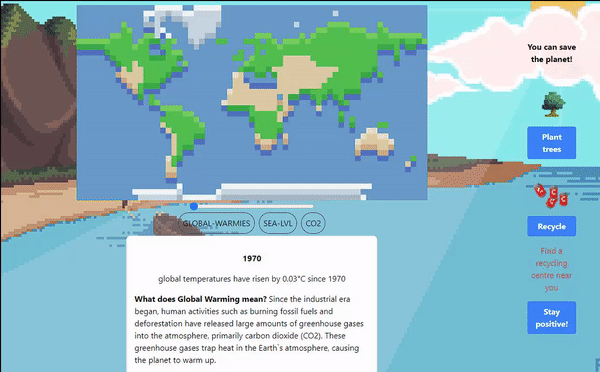 You can save
the planet!
Plant
trees
Recycle
Find a
recycling
centre near
you
Stay
positive!
GLOBAL-WARMIES SEA-LVL CO2
1970
global temperatures have risen by 0.03°C since 1970
What does Global Warming mean? Since the industrial era
began, human activities such as burning fossil fuels and
deforestation have released large amounts of greenhouse gases
into the atmosphere, primarily carbon dioxide (CO2). These
greenhouse gases trap heat in the Earth`s atmosphere, causing
the planet to warm up.